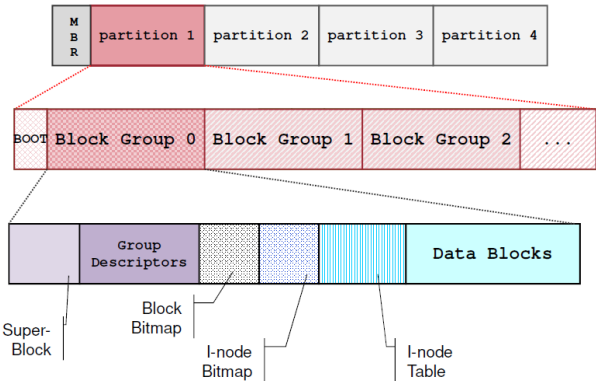 M
B
R
partition 1
partition 2
partition 3
partition 4
BOOT
Block Group 0
Block Group 1
Block Group 2
...
Group
Descriptors
Data Blocks
Super-
Block
Block
Bitmap
I-node
Bitmap
I-node
Table